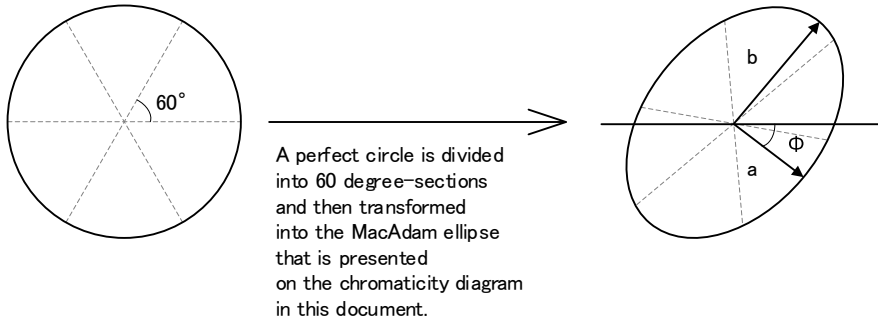 60°
A perfect circle is divided
into 60 degree-sections
and then transformed
into the MacAdam ellipse
that is presented
on the chromaticity diagram
in this document.
b
Φ
a